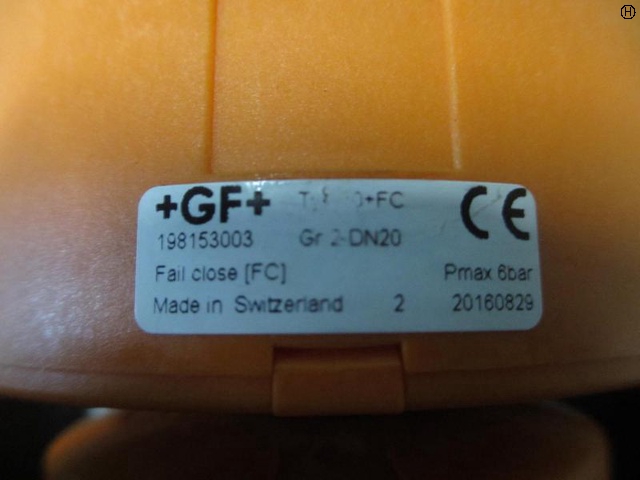 +GF+ +FC CE
198153003 Gr 2-DN20
Fail close [FC] Pmax 6bar
Made in Switzerland 2 20160829
H